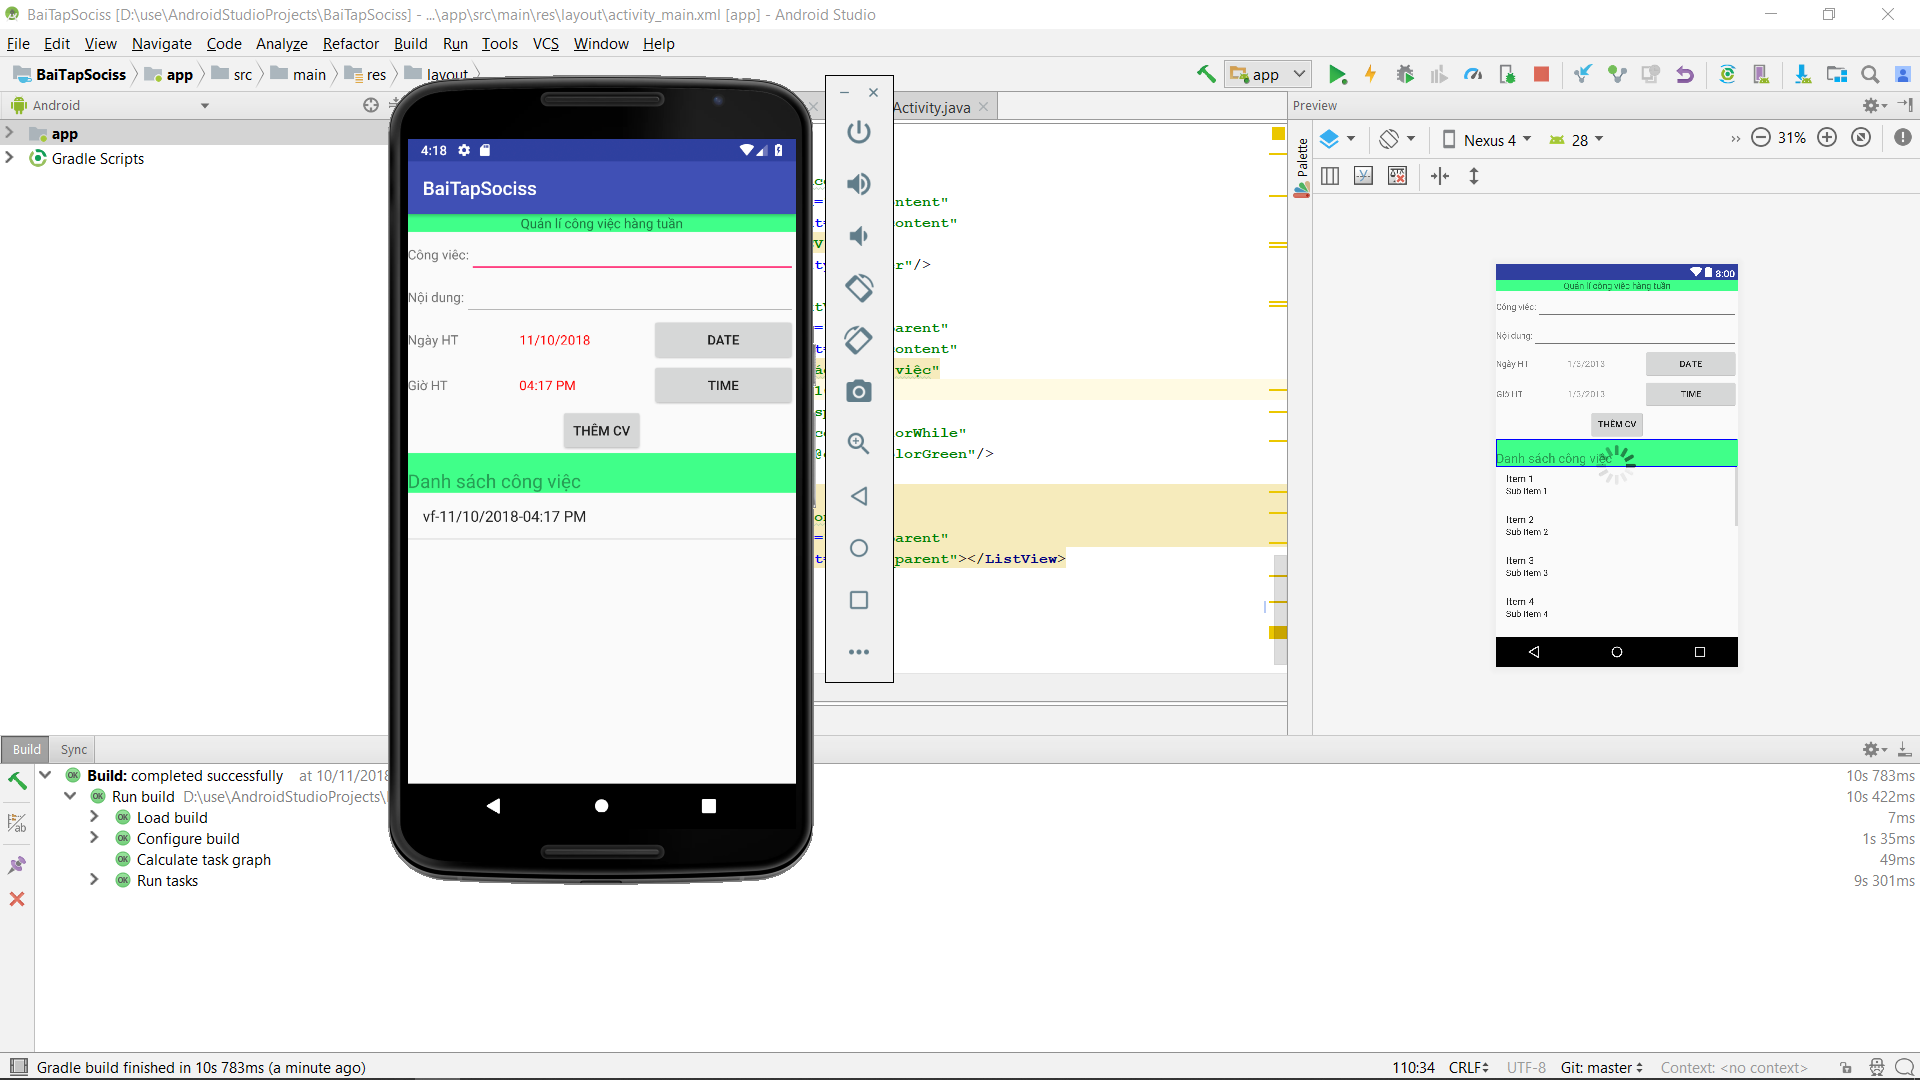 BaiTapSociss [D:\use\AndroidStudioProjects\BaiTapSociss] - ...\app\src\main\res\layout\activity_main.xml [app] - Android Studio
File Edit View Navigate Code Analyze Refactor Build Run Tools VCS Window Help
BaiTapSociss app src main res layout
app
Android
Activity.java
Preview
app
Gradle Scripts
4:18
BaiTapSociss
Quản lí công việc hàng tuần
Công viêc:
Nội dung:
Ngày HT 11/10/2018 DATE
Giờ HT 04:17 PM TIME
THÊM CV
Danh sách công việc
vf-11/10/2018-04:17 PM
ntent"
content"
r"/>
arent"
ontent"
việc"
orWhile"
lorGreen"/>
parent"
parent"></ListView>
Palette
Nexus 4 28 31%
8:00
Quản lí công việc hàng tuần
Công viêc:
Nội dung:
Ngày HT 1/3/2013 DATE
Giờ HT 1/3/2013 TIME
THÊM CV
Danh sách công việc
Item 1
Sub Item 1
Item 2
Sub Item 2
Item 3
Sub Item 3
Item 4
Sub Item 4
Build Sync
Build: completed successfully at 10/11/2018 10s 783ms
Run build D:\use\AndroidStudioProjects\ 10s 422ms
Load build 7ms
Configure build 1s 35ms
Calculate task graph 49ms
Run tasks 9s 301ms
Gradle build finished in 10s 783ms (a minute ago)
110:34 CRLF UTF-8 Git: master Context: <no context>